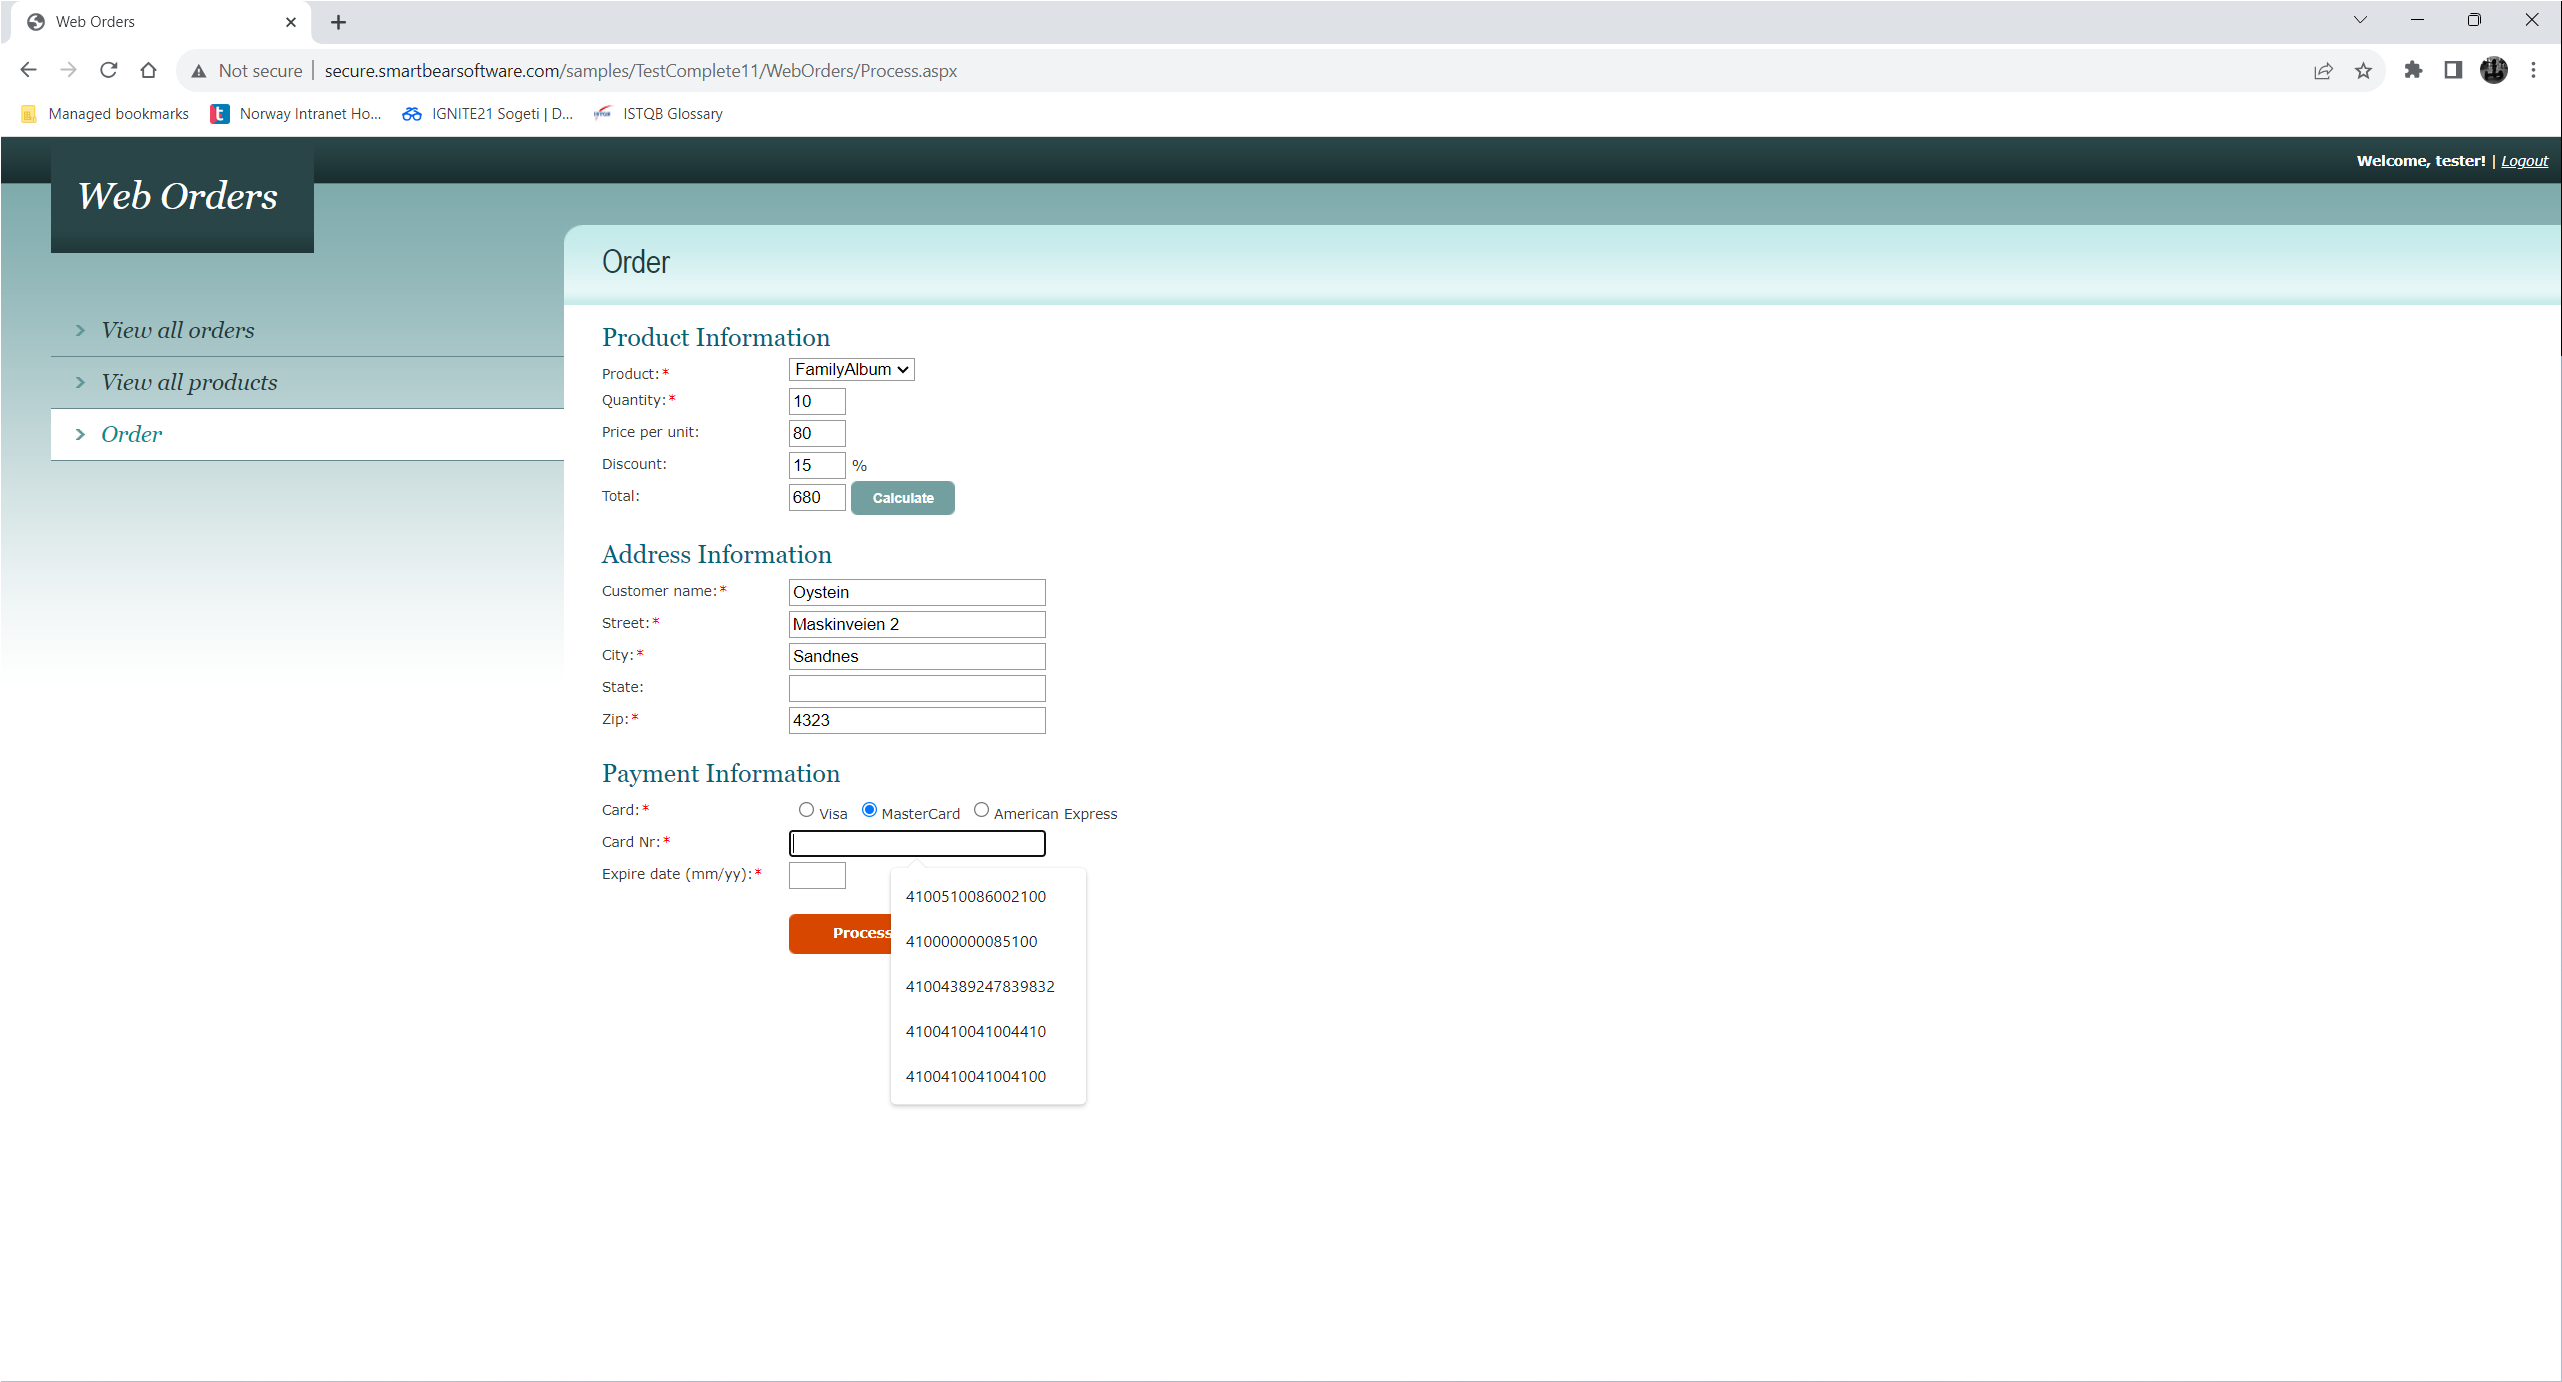 Web Orders
Not secure secure.smartbearsoftware.com/samples/TestComplete11/WebOrders/Process.aspx
Managed bookmarks Norway Intranet Ho... IGNITE21 Sogeti | D... ISTQB Glossary
Welcome, tester! | Logout
Web Orders
View all orders
View all products
Order
Order
Product Information
Product:* FamilyAlbum
Quantity:* 10
Price per unit: 80
Discount: 15 %
Total: 680 Calculate
Address Information
Customer name:* Oystein
Street:* Maskinveien 2
City:* Sandnes
State:
Zip:* 4323
Payment Information
Card:* Visa MasterCard American Express
Card Nr:*
Expire date (mm/yy):*
Process
4100510086002100
410000000085100
41004389247839832
4100410041004410
4100410041004100